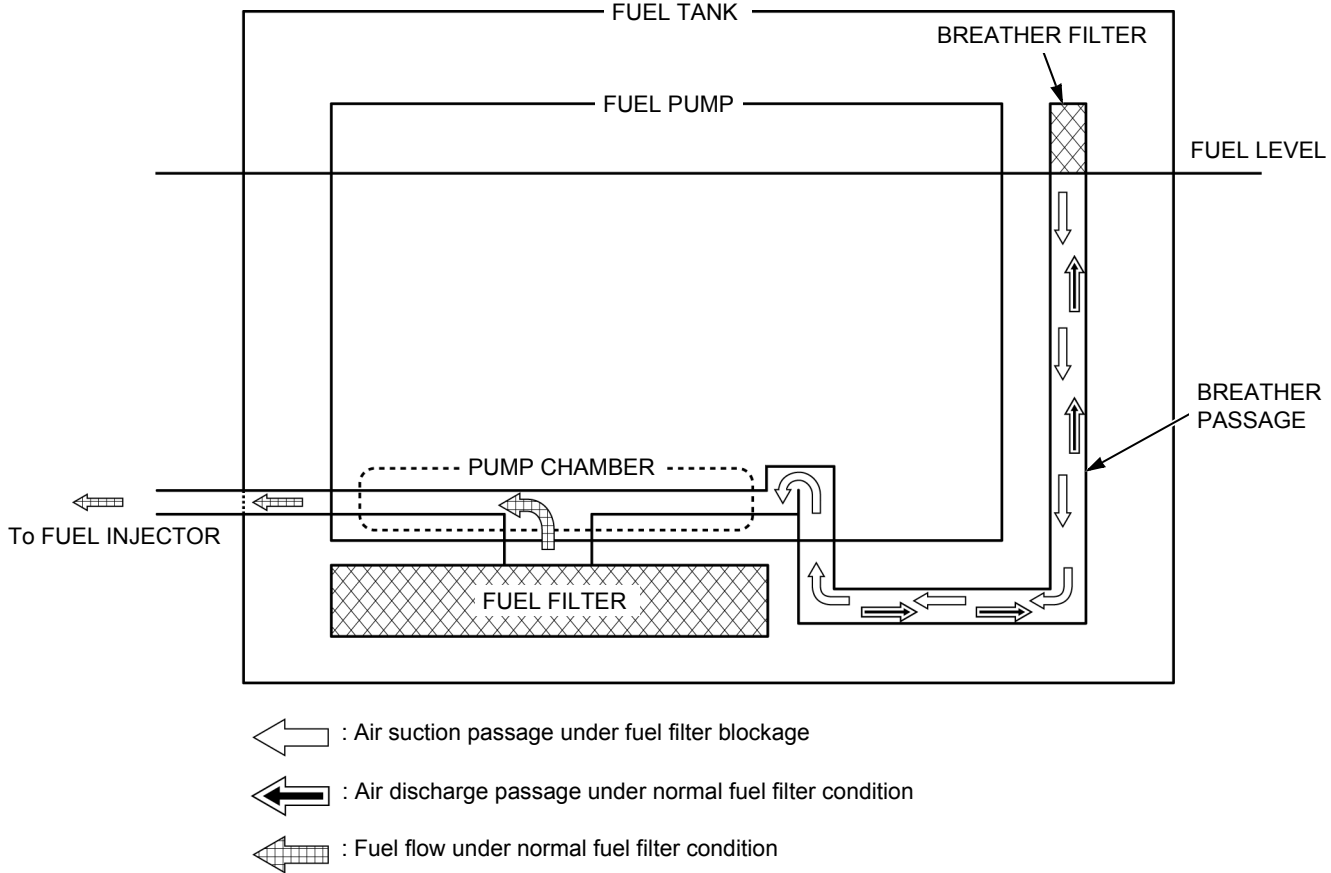 FUEL TANK
BREATHER FILTER
FUEL PUMP
FUEL LEVEL
BREATHER
PASSAGE
PUMP CHAMBER
To FUEL INJECTOR
FUEL FILTER
: Air suction passage under fuel filter blockage
: Air discharge passage under normal fuel filter condition
: Fuel flow under normal fuel filter condition